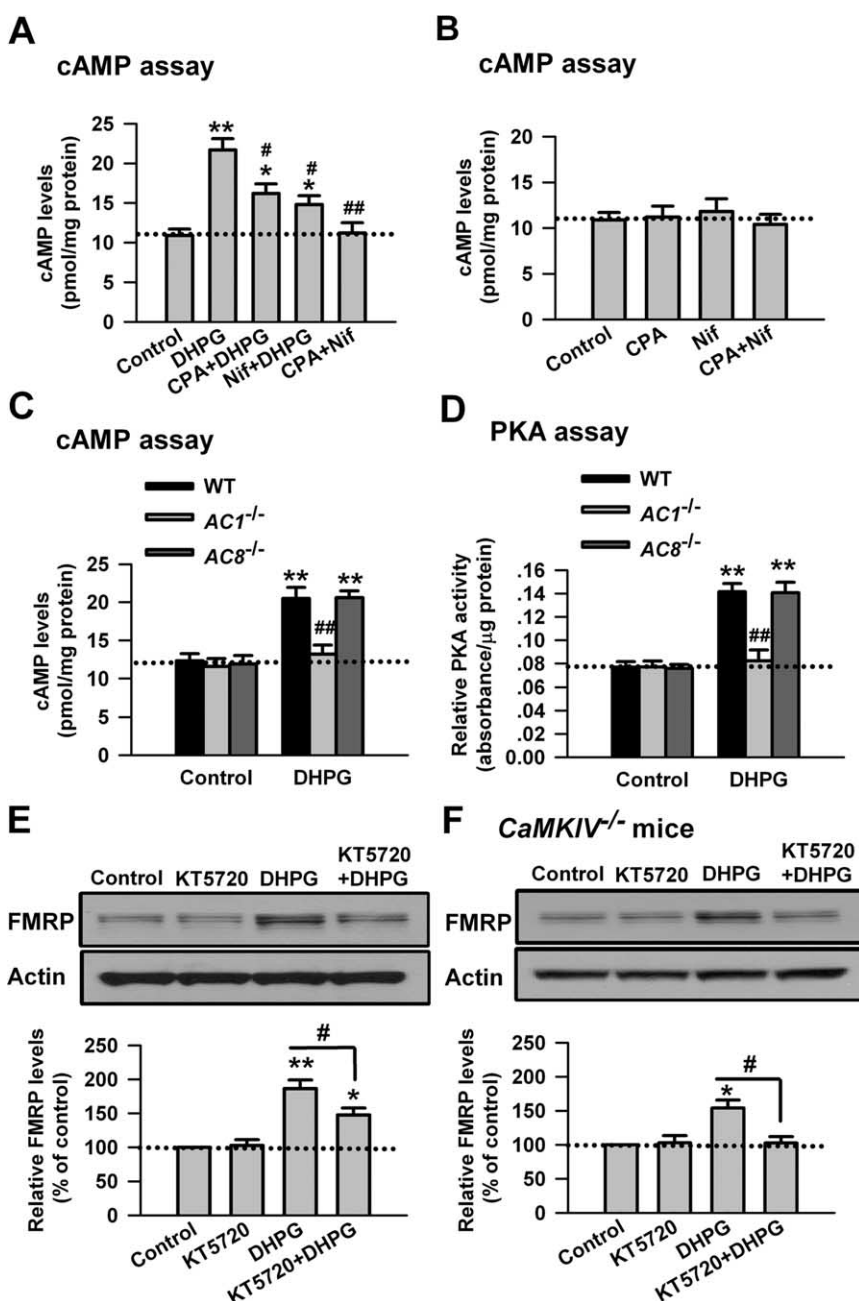 A
cAMP assay
cAMP levels
(pmol/mg protein)
25
20
15
10
5
0
**
#
*
#
*
##
Control
DHPG
CPA+DHPG
Nif+DHPG
CPA+Nif
B
cAMP assay
cAMP levels
(pmol/mg protein)
20
15
10
5
0
Control
CPA
Nif
CPA+Nif
C
cAMP assay
WT
AC1-/-
AC8-/-
cAMP levels
(pmol/mg protein)
25
20
15
10
5
0
**
##
**
Control
DHPG
D
PKA assay
WT
AC1-/-
AC8-/-
Relative PKA activity
(absorbance/µg protein)
.16
.14
.12
.10
.08
.06
.04
.02
0.00
**
##
**
Control
DHPG
E
Control
KT5720
DHPG
KT5720
+DHPG
FMRP
Actin
Relative FMRP levels
(% of control)
250
200
150
100
50
0
#
**
*
Control
KT5720
DHPG
KT5720+DHPG
F
CaMKIV-/- mice
Control
KT5720
DHPG
KT5720
+DHPG
FMRP
Actin
Relative FMRP levels
(% of control)
250
200
150
100
50
0
#
*
Control
KT5720
DHPG
KT5720+DHPG